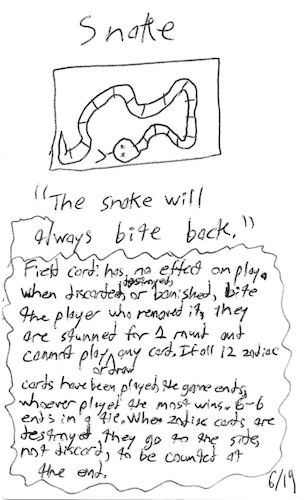 Snake
"The snake will
always bite back."
Field card: has no effect on play.
When discarded, destroyed, or banished, bite
the player who removed it, they
are stunned for 1 round and
cannot play or draw any card. If all 12 zodiac
cards have been played, the game ends,
whoever played the most wins. 6-6
ends in a tie. When zodiac cards are
destroyed they go to the side,
not discard, to be counted at
the end.
6/19